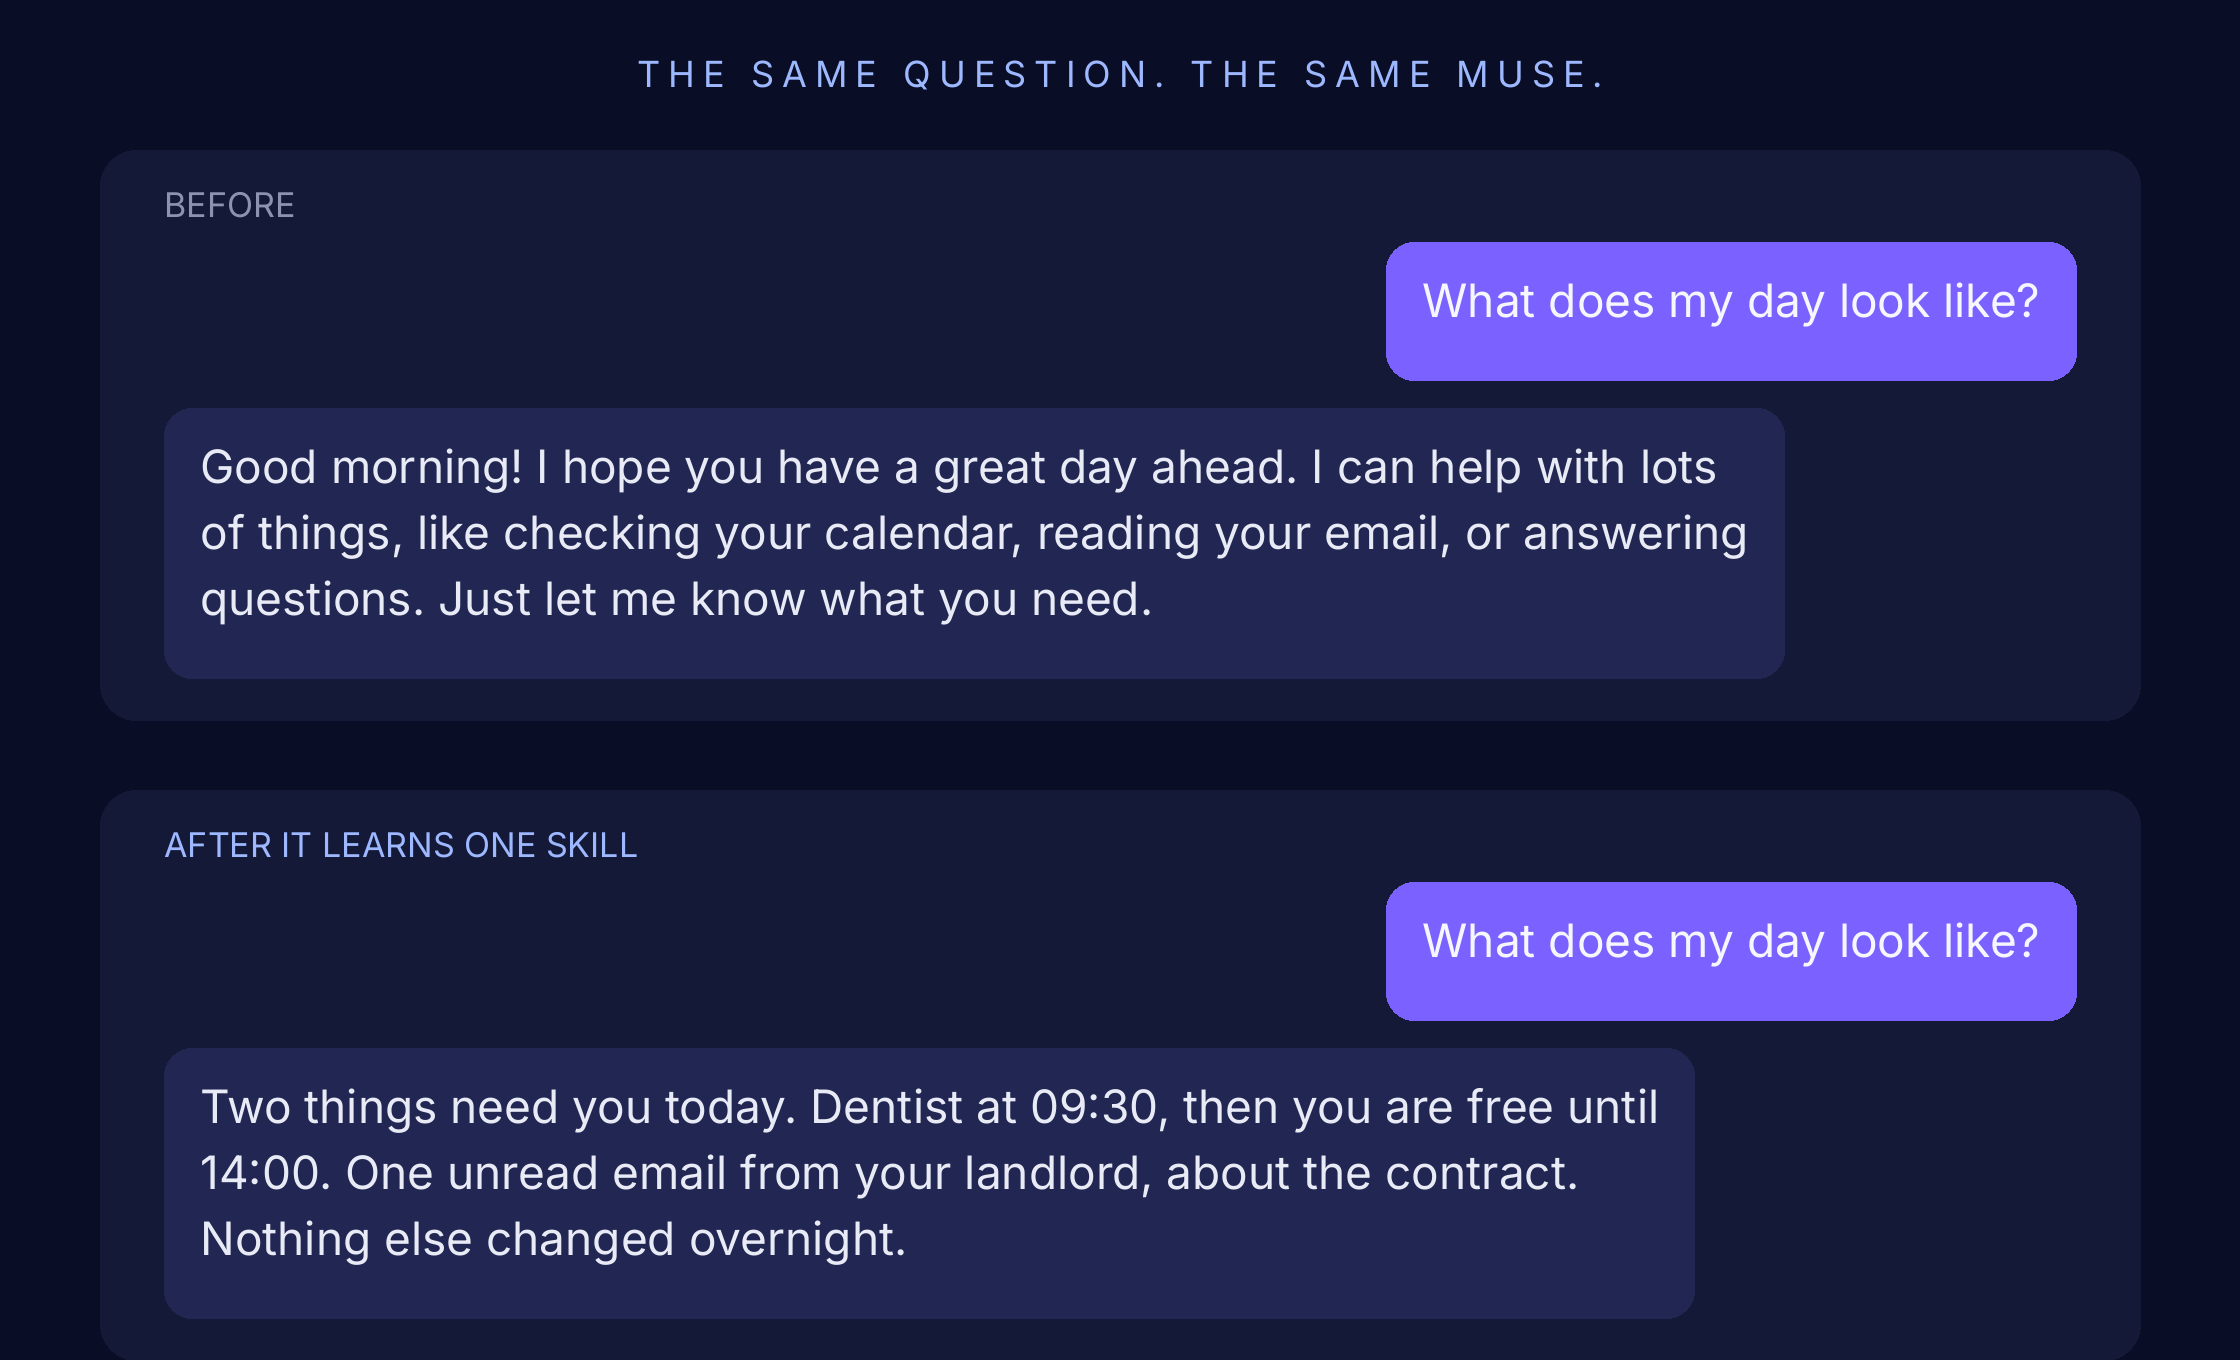 THE SAME QUESTION. THE SAME MUSE.
BEFORE
What does my day look like?
Good morning! I hope you have a great day ahead. I can help with lots
of things, like checking your calendar, reading your email, or answering
questions. Just let me know what you need.
AFTER IT LEARNS ONE SKILL
What does my day look like?
Two things need you today. Dentist at 09:30, then you are free until
14:00. One unread email from your landlord, about the contract.
Nothing else changed overnight.